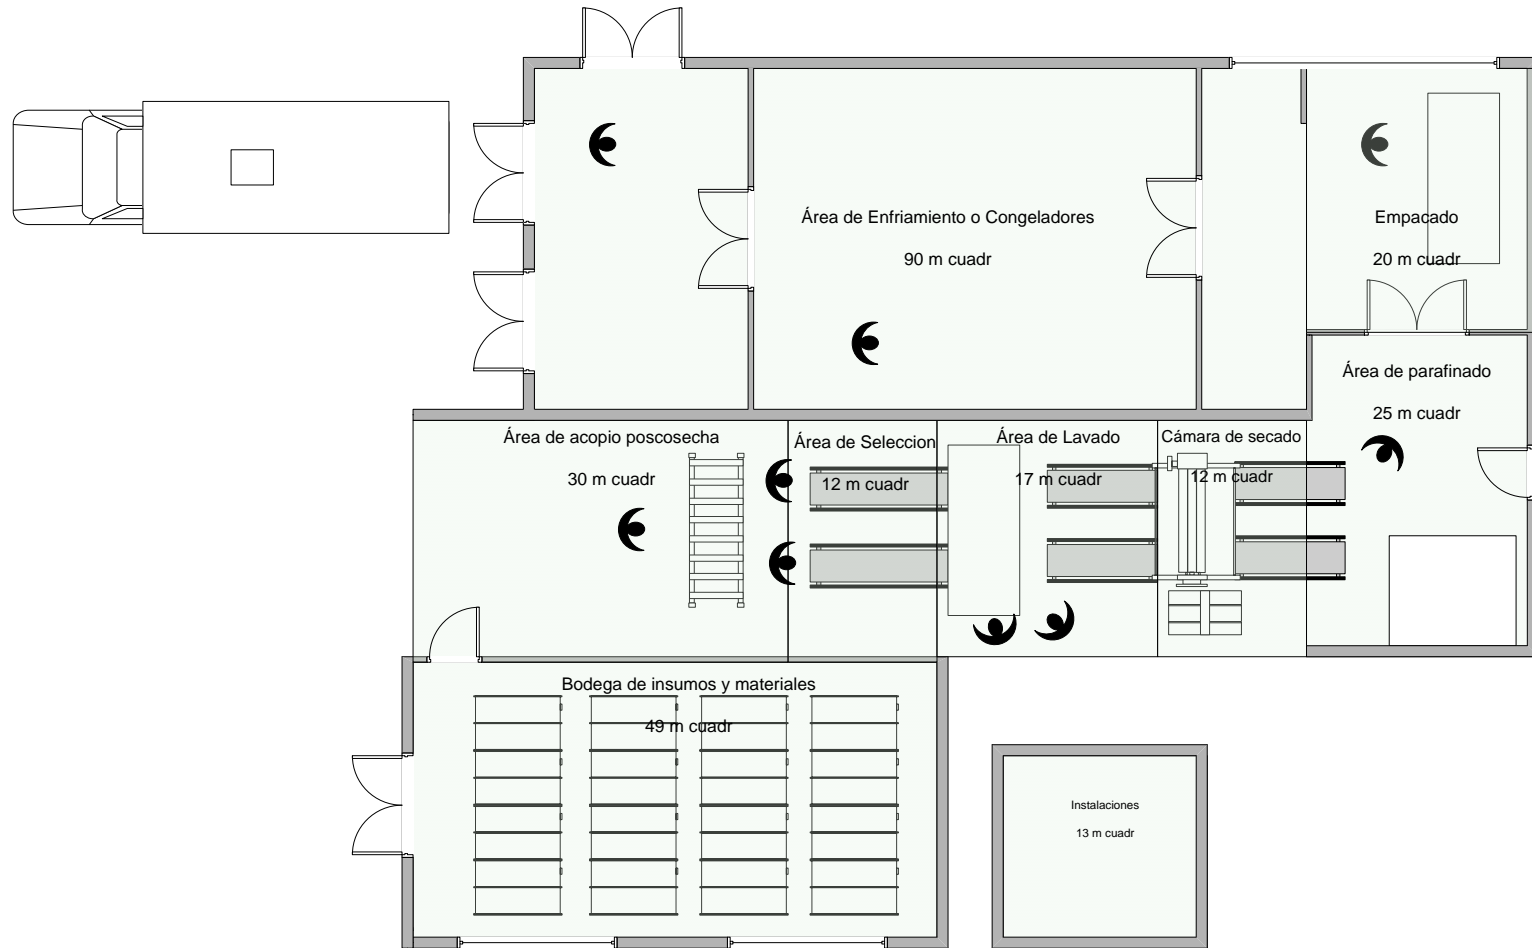 Área de Enfriamiento o Congeladores
90 m cuadr
Empacado
20 m cuadr
Área de parafinado
25 m cuadr
Área de acopio poscosecha
30 m cuadr
Área de Seleccion
12 m cuadr
Área de Lavado
17 m cuadr
Cámara de secado
12 m cuadr
Bodega de insumos y materiales
49 m cuadr
Instalaciones
13 m cuadr